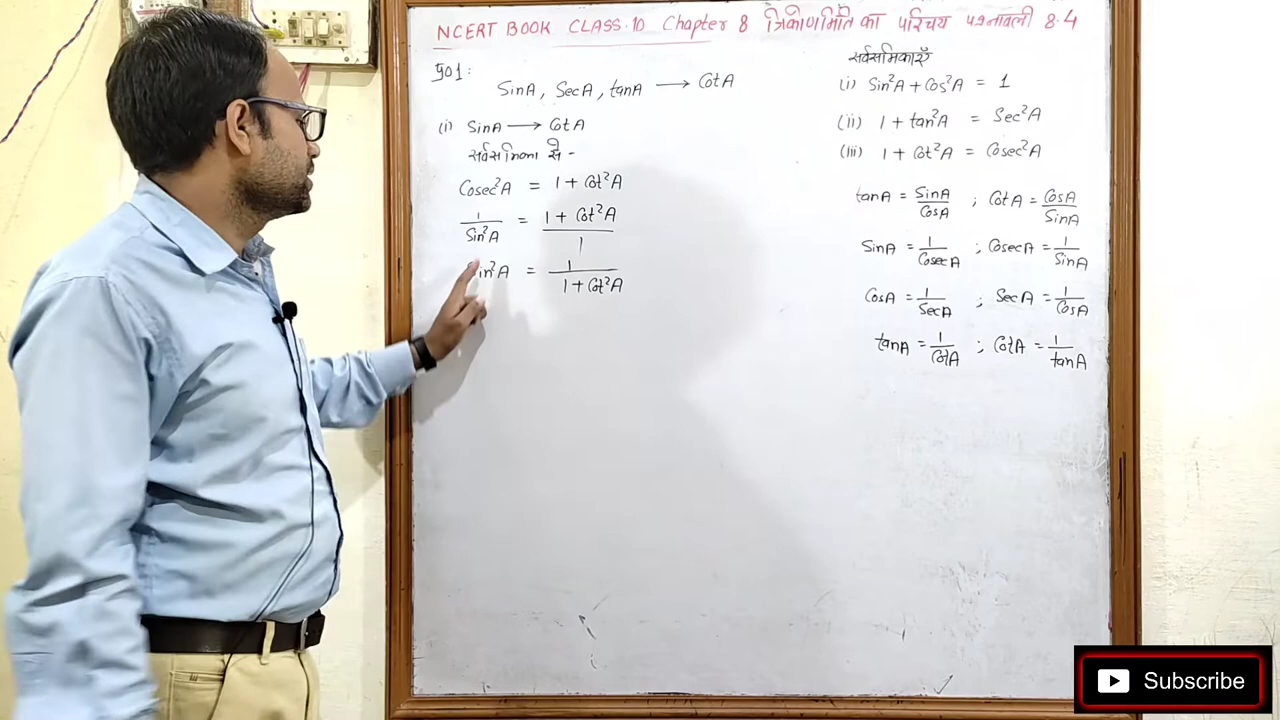 NCERT BOOK CLASS·10 Chapter 8 त्रिकोणमिति का परिचय प्रश्नावली 8·4
प्र01:
SinA, SecA, tanA ⟶ CotA
(i) SinA ⟶ CotA
सर्वसमिका से -
Cosec²A = 1 + Cot²A
1/Sin²A = (1 + Cot²A)/1
Sin²A = 1/(1 + Cot²A)
सर्वसमिकाएँ
(i) Sin²A + Cos²A = 1
(ii) 1 + tan²A = Sec²A
(iii) 1 + Cot²A = Cosec²A
tanA = SinA/CosA ; CotA = CosA/SinA
SinA = 1/CosecA ; CosecA = 1/SinA
CosA = 1/SecA ; SecA = 1/CosA
tanA = 1/CotA ; CotA = 1/tanA
Subscribe